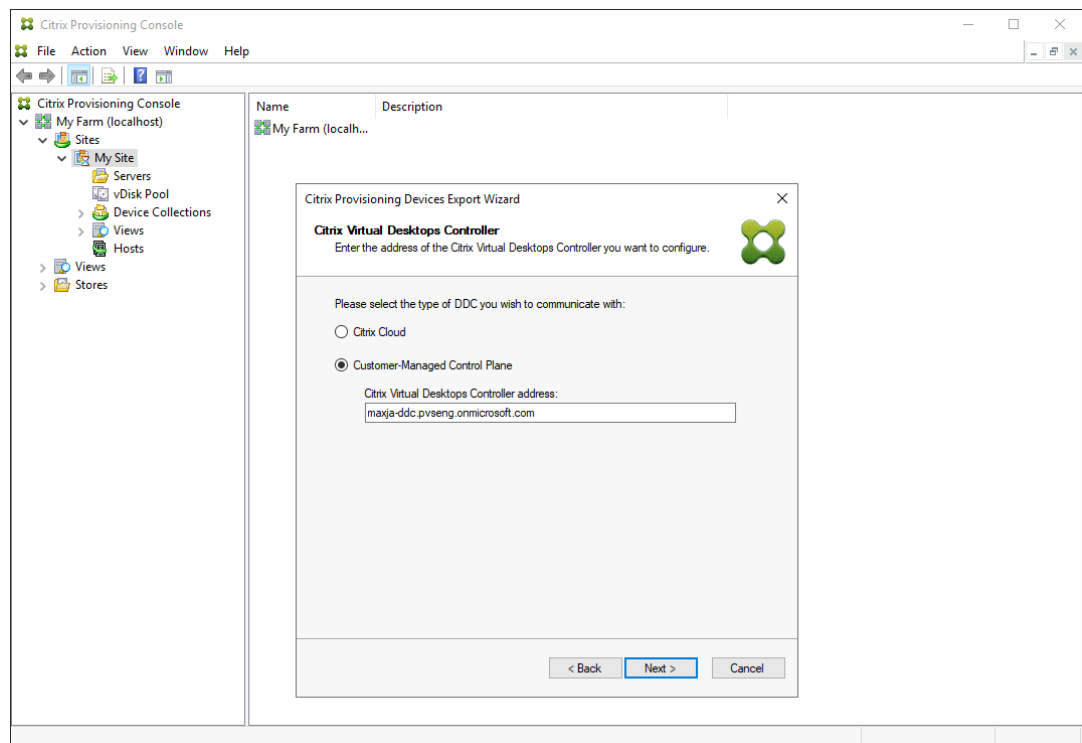 Citrix Provisioning Console
File Action View Window Help
Citrix Provisioning Console
My Farm (localhost)
Sites
My Site
Servers
vDisk Pool
Device Collections
Views
Hosts
Views
Stores
Name Description
My Farm (localh...
Citrix Provisioning Devices Export Wizard
Citrix Virtual Desktops Controller
Enter the address of the Citrix Virtual Desktops Controller you want to configure.
Please select the type of DDC you wish to communicate with:
Citrix Cloud
Customer-Managed Control Plane
Citrix Virtual Desktops Controller address:
maxja-ddc.pvseng.onmicrosoft.com
< Back Next > Cancel